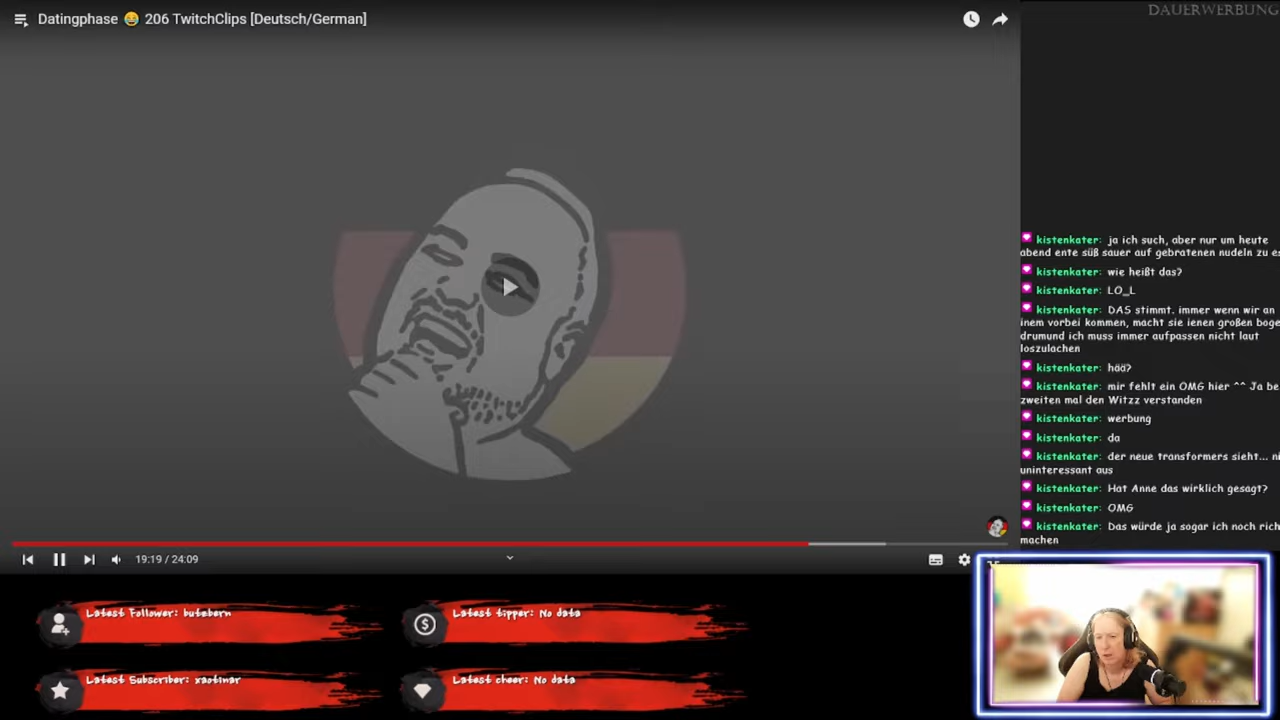 Datingphase 😂 206 TwitchClips [Deutsch/German]
DAUERWERBUNG
kistenkater: ja ich such, aber nur um heute
abend ente süß sauer auf gebratenen nudeln zu
kistenkater: wie heißt das?
kistenkater: LO_L
kistenkater: DAS stimmt. immer wenn wir an
inem vorbei kommen, macht sie ienen großen boge
drumund ich muss immer aufpassen nicht laut
loszulachen
kistenkater: hää?
kistenkater: mir fehlt ein OMG hier ^^ Ja be
zweiten mal den Witzz verstanden
kistenkater: werbung
kistenkater: da
kistenkater: der neue transformers sieht... ni
uninteressant aus
kistenkater: Hat Anne das wirklich gesagt?
kistenkater: OMG
kistenkater: Das würde ja sogar ich noch rich
machen
19:19 / 24:09
Latest Follower: butebern
Latest tipper: No data
Latest Subscriber: xaotinar
Latest cheer: No data